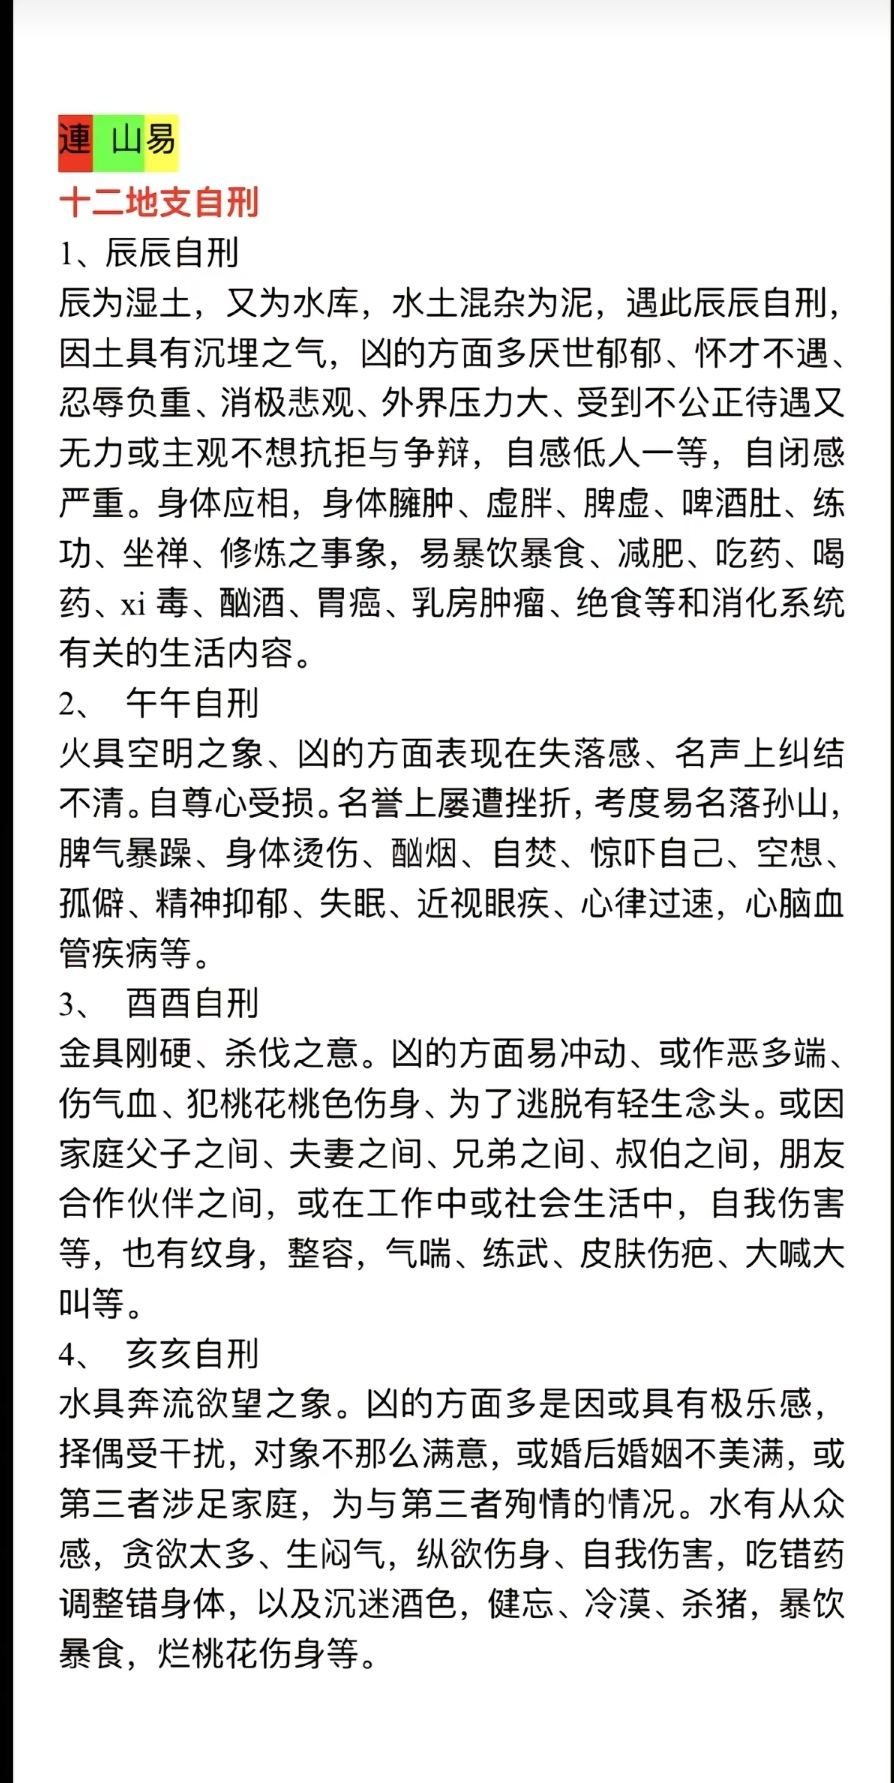 連 山易
十二地支自刑
1、辰辰自刑
辰为湿土，又为水库，水土混杂为泥，遇此辰辰自刑，
因土具有沉埋之气，凶的方面多厌世郁郁、怀才不遇、
忍辱负重、消极悲观、外界压力大、受到不公正待遇又
无力或主观不想抗拒与争辩，自感低人一等，自闭感
严重。身体应相，身体臃肿、虚胖、脾虚、啤酒肚、练
功、坐禅、修炼之事象，易暴饮暴食、减肥、吃药、喝
药、xi 毒、酗酒、胃癌、乳房肿瘤、绝食等和消化系统
有关的生活内容。
2、 午午自刑
火具空明之象、凶的方面表现在失落感、名声上纠结
不清。自尊心受损。名誉上屡遭挫折，考度易名落孙山，
脾气暴躁、身体烫伤、酗烟、自焚、惊吓自己、空想、
孤僻、精神抑郁、失眠、近视眼疾、心律过速，心脑血
管疾病等。
3、 酉酉自刑
金具刚硬、杀伐之意。凶的方面易冲动、或作恶多端、
伤气血、犯桃花桃色伤身、为了逃脱有轻生念头。或因
家庭父子之间、夫妻之间、兄弟之间、叔伯之间，朋友
合作伙伴之间，或在工作中或社会生活中，自我伤害
等，也有纹身，整容，气喘、练武、皮肤伤疤、大喊大
叫等。
4、 亥亥自刑
水具奔流欲望之象。凶的方面多是因或具有极乐感，
择偶受干扰，对象不那么满意，或婚后婚姻不美满，或
第三者涉足家庭，为与第三者殉情的情况。水有从众
感，贪欲太多、生闷气，纵欲伤身、自我伤害，吃错药
调整错身体，以及沉迷酒色，健忘、冷漠、杀猪，暴饮
暴食，烂桃花伤身等。